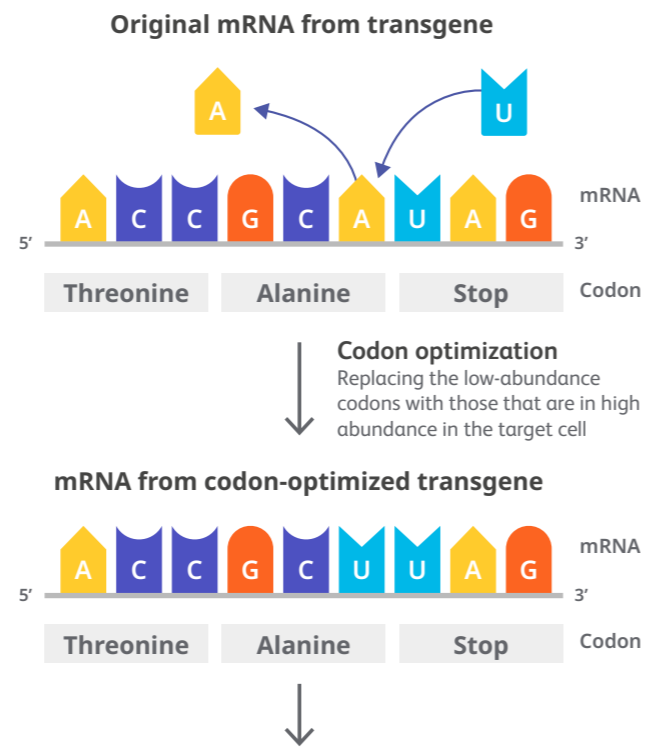 Original mRNA from transgene
A U
A C C G C A U A G mRNA
5’ 3’
Threonine Alanine Stop Codon
Codon optimization
Replacing the low-abundance
codons with those that are in high
abundance in the target cell
mRNA from codon-optimized transgene
A C C G C U U A G mRNA
5’ 3’
Threonine Alanine Stop Codon